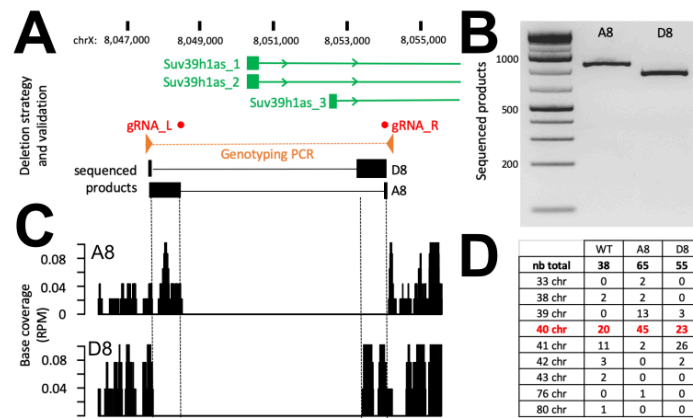 A
chrX: 8,047,000 8,049,000 8,051,000 8,053,000 8,055,000
Suv39h1as_1
Suv39h1as_2
Suv39h1as_3
Deletion strategy
and validation
gRNA_L
gRNA_R
Genotyping PCR
sequenced
products
D8
A8
B
A8 D8
Sequenced products
1000
500
200
C
Base coverage
(RPM)
A8
0.08
0.04
0
D8
0.08
0.04
D
WT A8 D8
nb total 38 65 55
33 chr 0 2 0
38 chr 2 2 0
39 chr 0 13 3
40 chr 20 45 23
41 chr 11 2 26
42 chr 3 0 2
43 chr 2 0 0
76 chr 0 1 0
80 chr 1 0 0